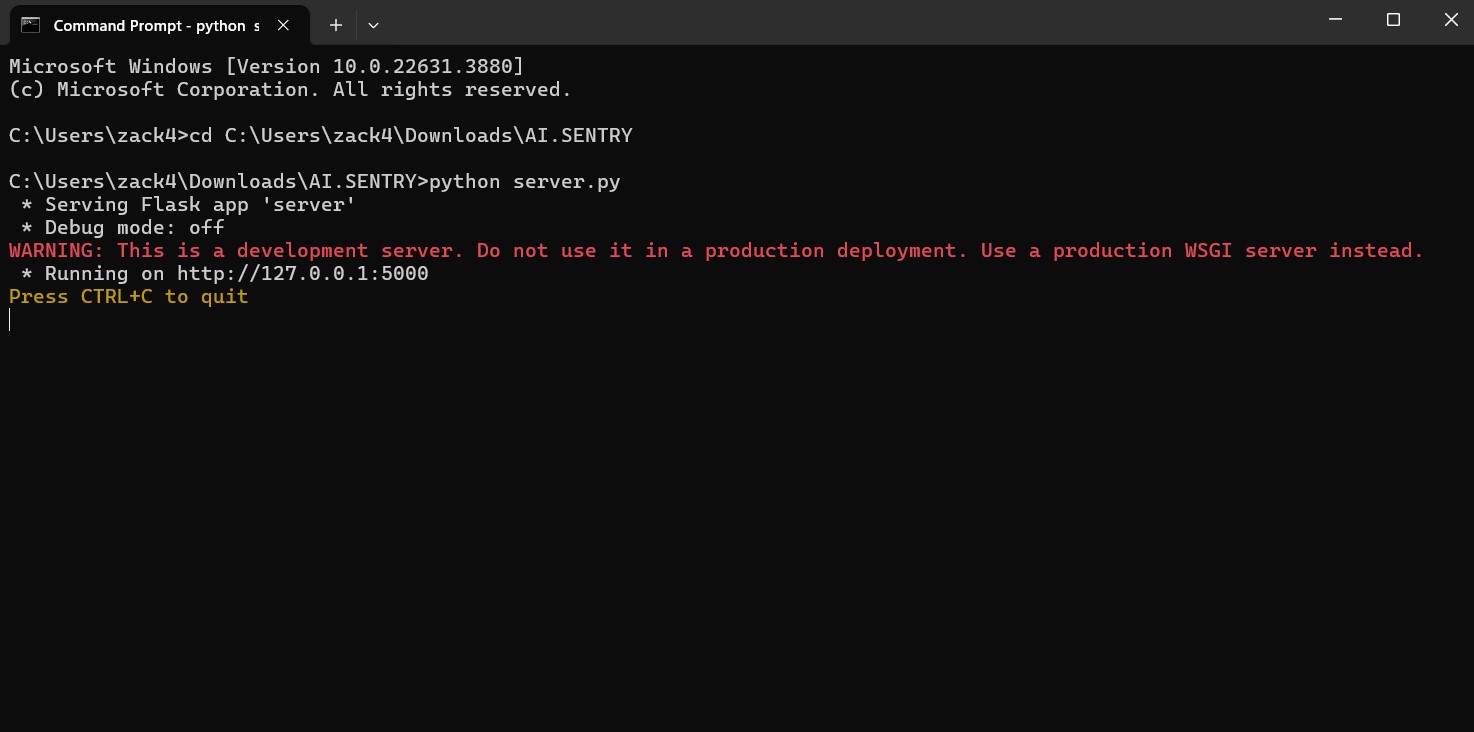 Command Prompt - python s
Microsoft Windows [Version 10.0.22631.3880]
(c) Microsoft Corporation. All rights reserved.
C:\Users\zack4>cd C:\Users\zack4\Downloads\AI.SENTRY
C:\Users\zack4\Downloads\AI.SENTRY>python server.py
 * Serving Flask app 'server'
 * Debug mode: off
WARNING: This is a development server. Do not use it in a production deployment. Use a production WSGI server instead.
 * Running on http://127.0.0.1:5000
Press CTRL+C to quit